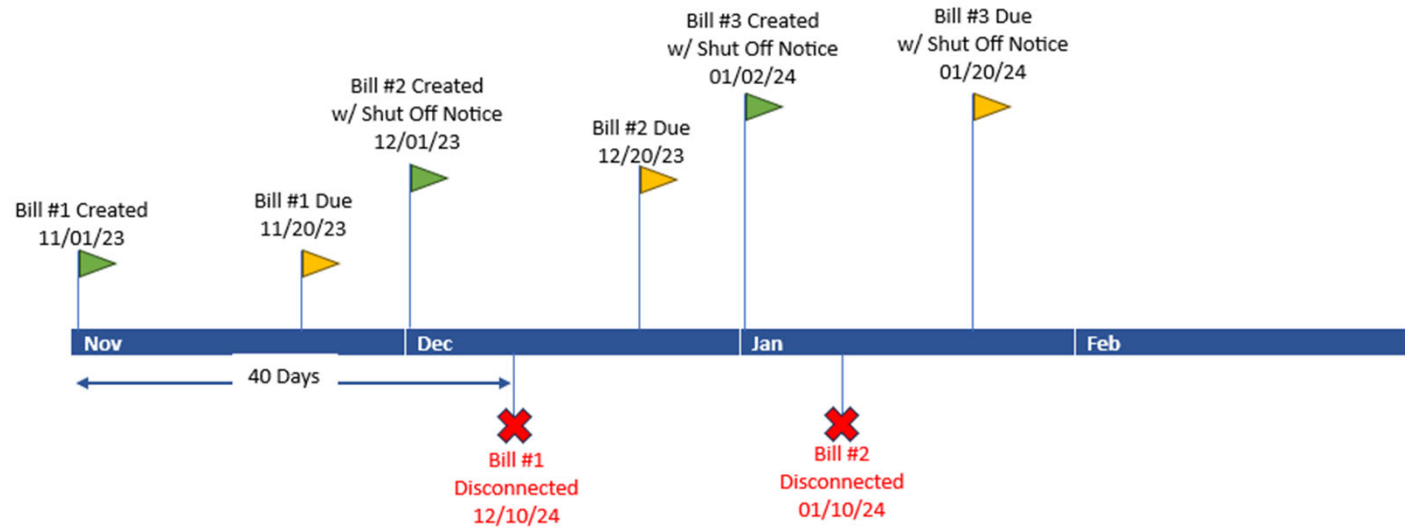 Bill #1 Created
11/01/23
Bill #1 Due
11/20/23
Bill #2 Created
w/ Shut Off Notice
12/01/23
Bill #2 Due
12/20/23
Bill #3 Created
w/ Shut Off Notice
01/02/24
Bill #3 Due
w/ Shut Off Notice
01/20/24
Nov
Dec
Jan
Feb
40 Days
Bill #1
Disconnected
12/10/24
Bill #2
Disconnected
01/10/24